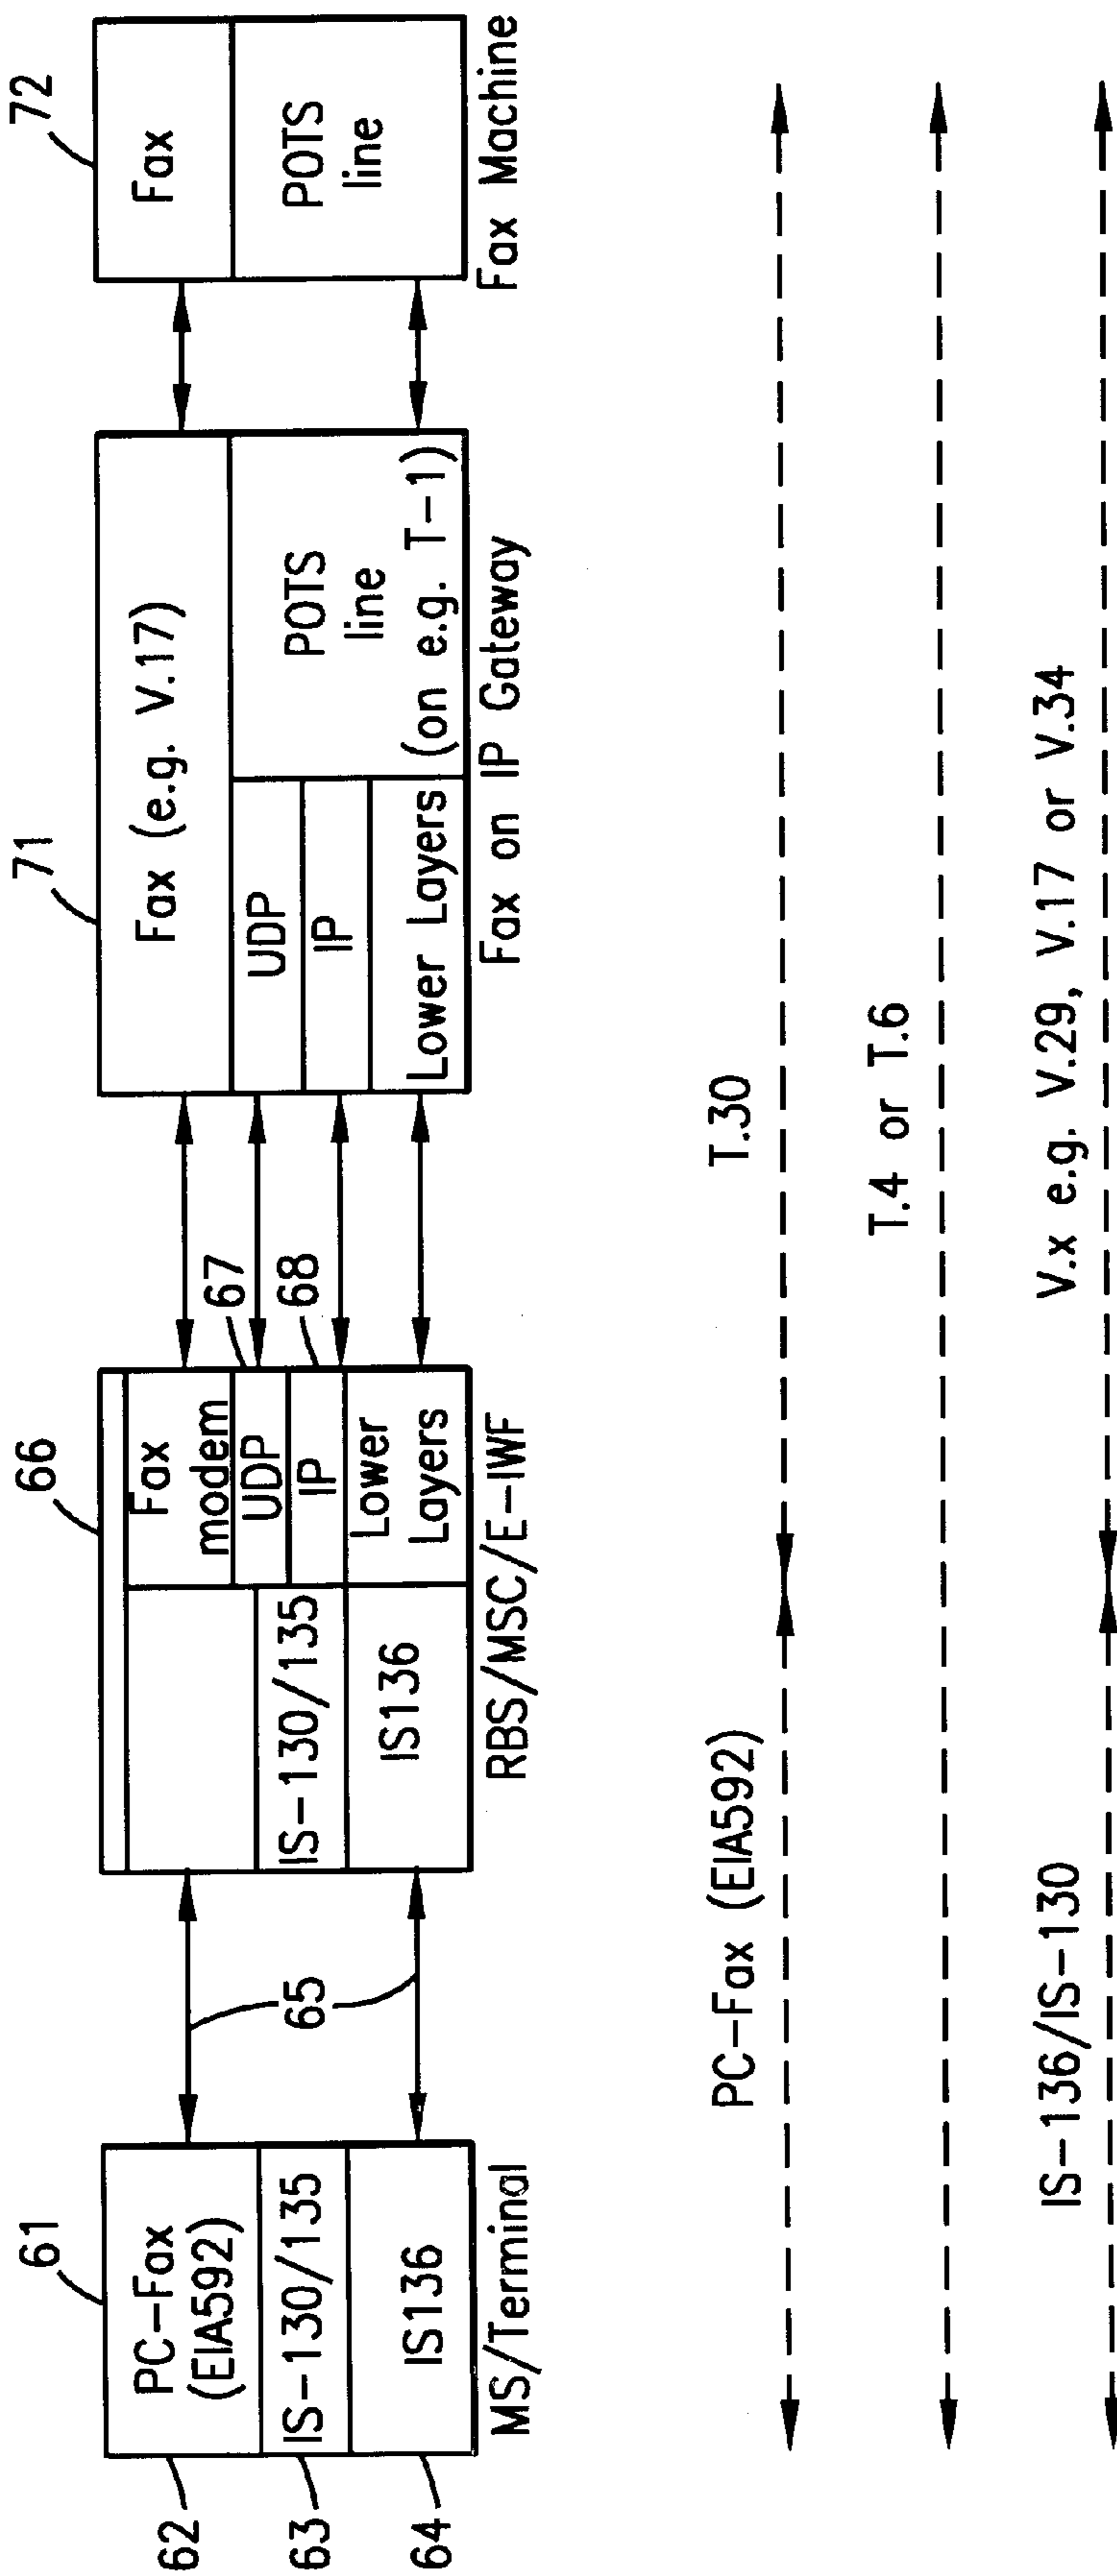 61
62
PC-Fax
(EIA592)
63
IS-130/135
64
IS136
MS/Terminal
65
66
IS-130/135
IS136
Fax
modem
UDP
IP
Lower
Layers
67
68
RBS/MSC/E-IWF
71
Fax (e.g. V.17)
UDP
IP
Lower Layers
POTS
line
(on e.g. T-1)
Fax on IP Gateway
72
Fax
POTS
line
Fax Machine
PC-Fax (EIA592)
T.30
T.4 or T.6
IS-136/IS-130
V.x e.g. V.29, V.17 or V.34